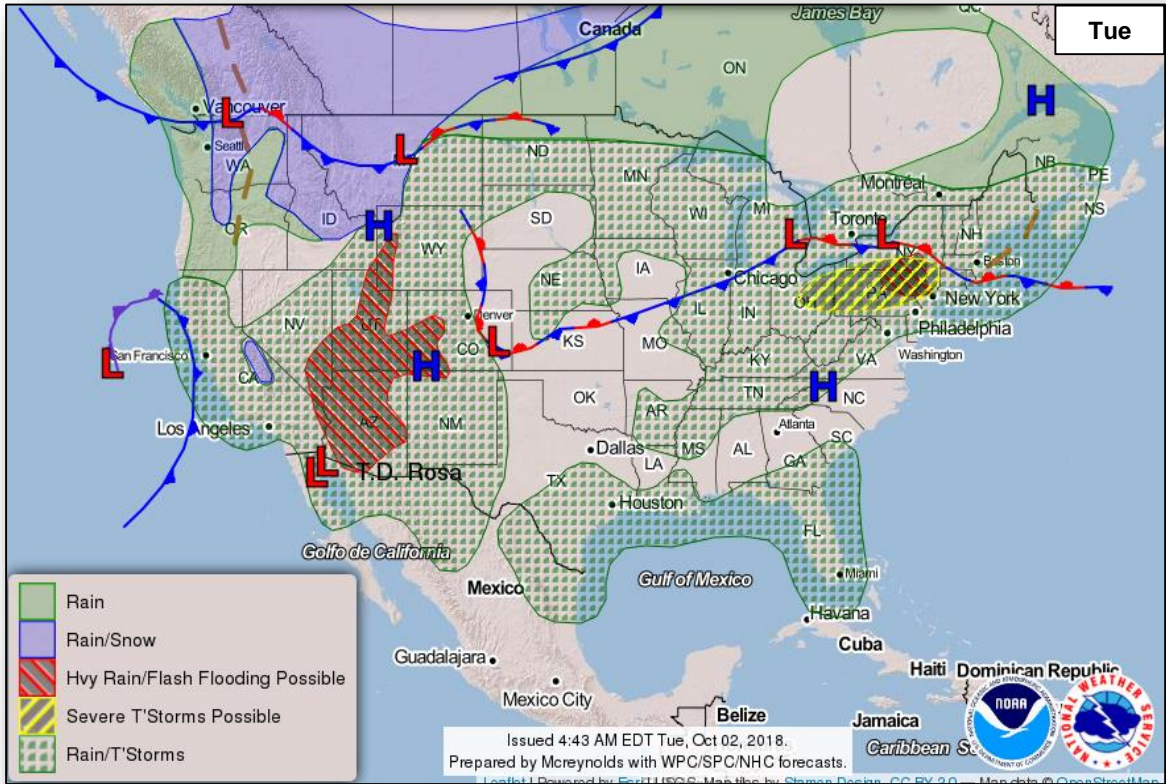 James Bay
QC
Tue
Canada
ON
Vancouver
Seattl
WA
ND
MN
Montréal
NB
PE
NS
ID
OR
SD
WI
MI
Toronto
NH
NY
Boston
WY
Chicago
NE
IA
OH
PA
New York
NV
UT
Denver
IL
IN
Philadelphia
San Francisco
CO
KS
MO
KY
VA
Washington
CA
TN
NC
OK
AR
Los Angeles
AZ
NM
Atlanta
SC
Dallas
MS
AL
GA
LA
T.D. Rosa
TX
Houston
FL
Golfo de California
Mexico
Gulf of Mexico
Miami
Havana
Cuba
Rain
Rain/Snow
Hvy Rain/Flash Flooding Possible
Severe T'Storms Possible
Rain/T'Storms
Guadalajara
Mexico City
Haiti
Dominican Republic
Belize
Jamaica
Caribbean S
NOAA
NATIONAL WEATHER SERVICE
Issued 4:43 AM EDT Tue, Oct 02, 2018.
Prepared by Mcreynolds with WPC/SPC/NHC forecasts.
L
L
L
L
L
L
L
L
H
H
H
H